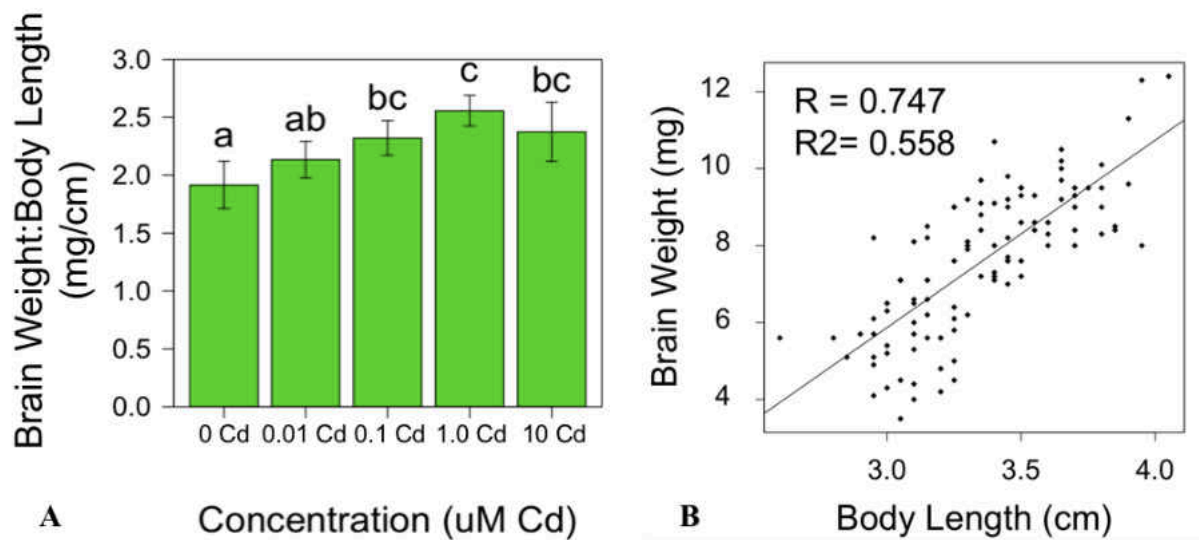 Brain Weight:Body Length
(mg/cm)
3.0
2.5
2.0
1.5
1.0
0.5
0.0
a
ab
bc
c
bc
0 Cd
0.01 Cd
0.1 Cd
1.0 Cd
10 Cd
A
Concentration (uM Cd)
Brain Weight (mg)
12
10
8
6
4
R = 0.747
R2= 0.558
3.0
3.5
4.0
B
Body Length (cm)